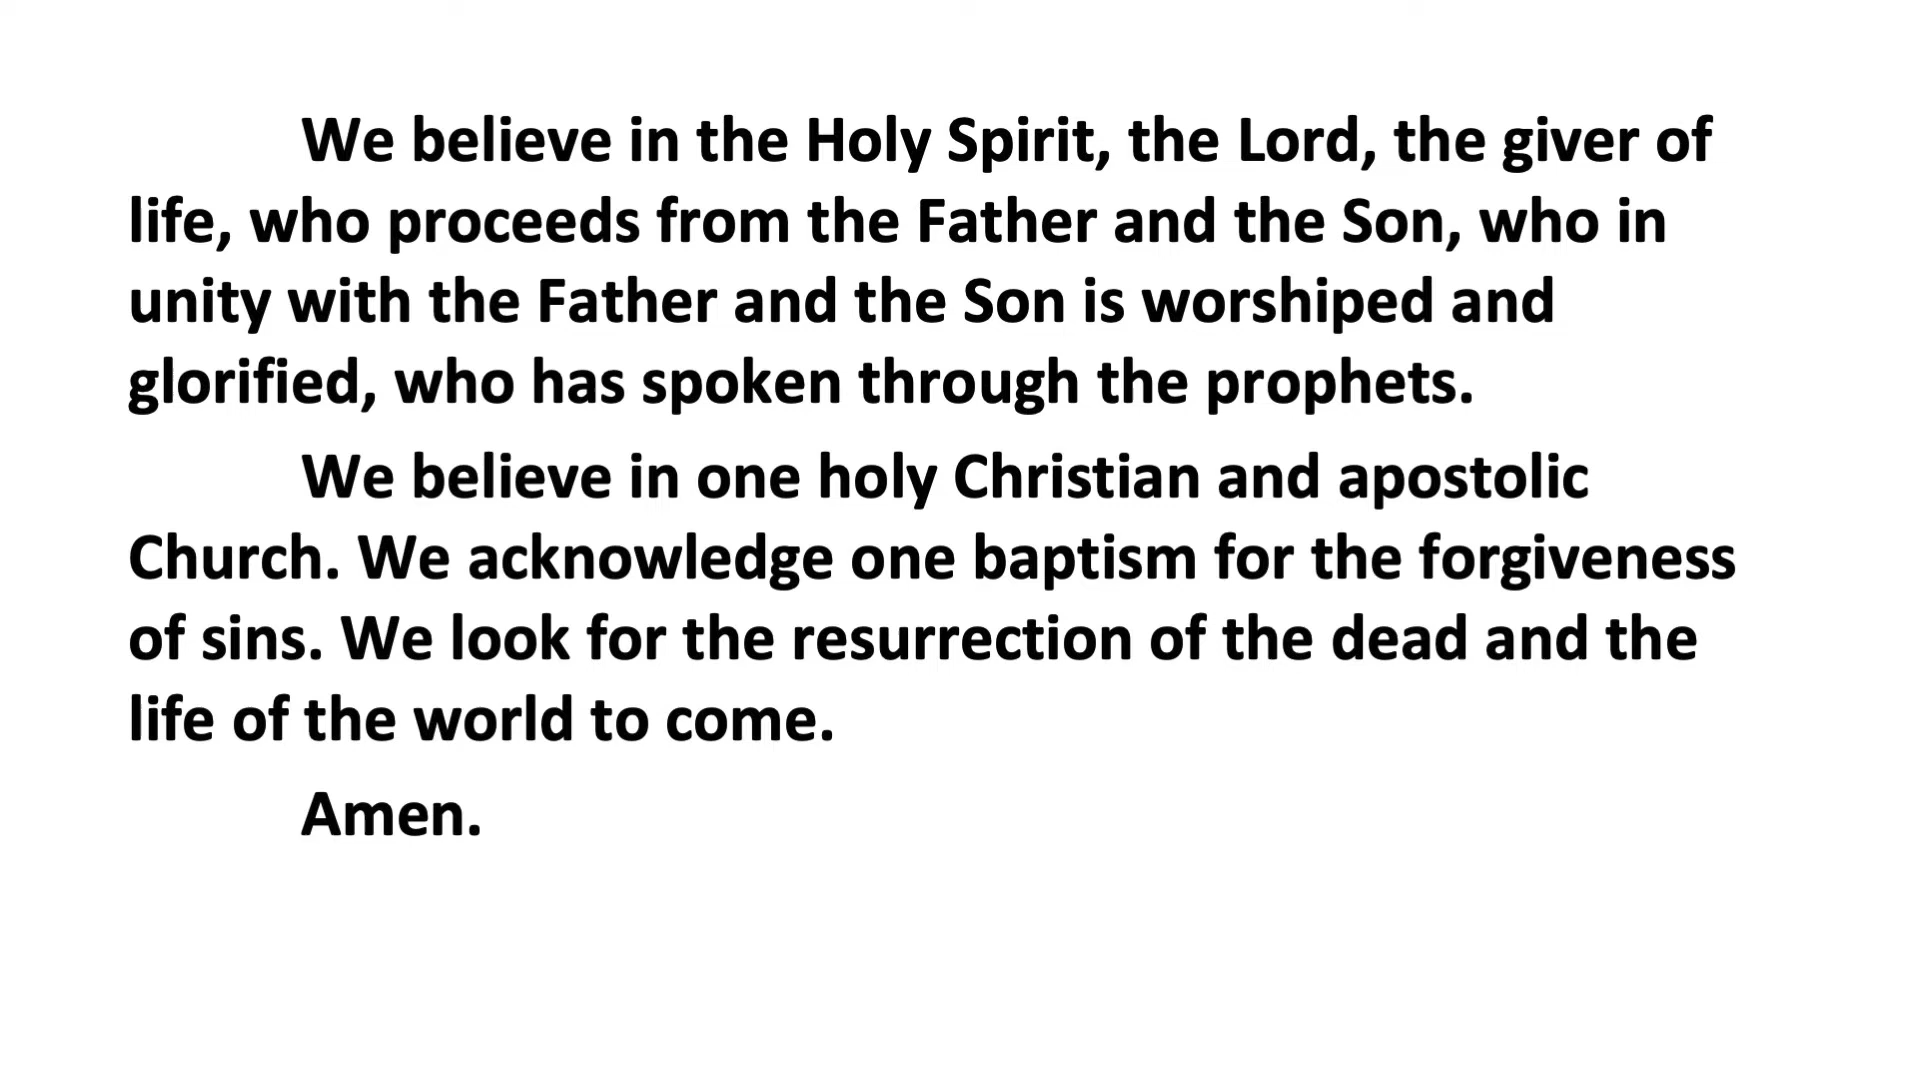 We believe in the Holy Spirit, the Lord, the giver of
life, who proceeds from the Father and the Son, who in
unity with the Father and the Son is worshiped and
glorified, who has spoken through the prophets.
We believe in one holy Christian and apostolic
Church. We acknowledge one baptism for the forgiveness
of sins. We look for the resurrection of the dead and the
life of the world to come.
Amen.